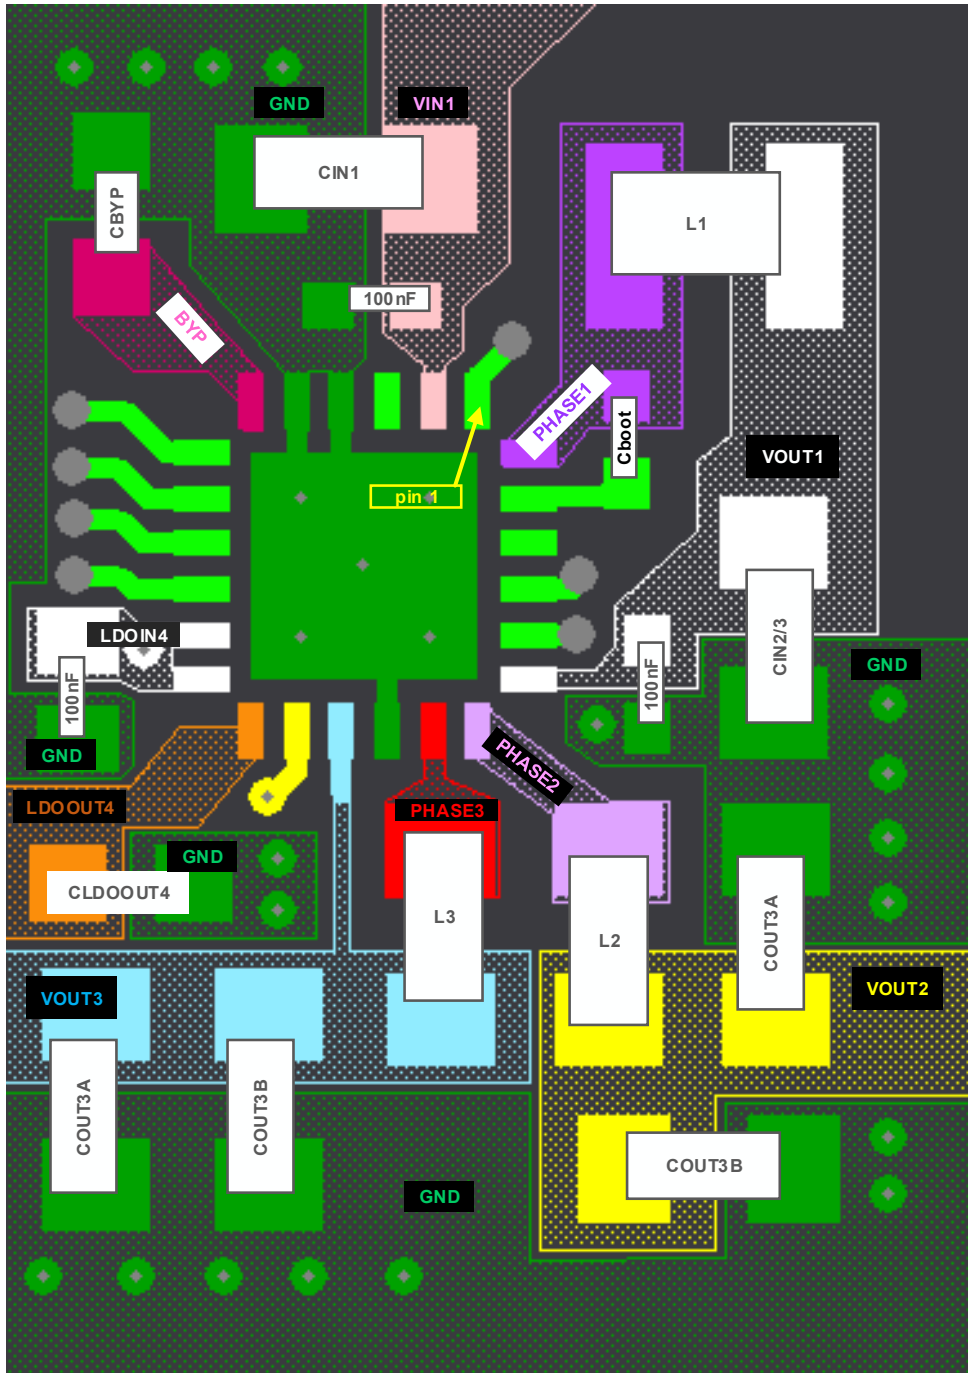 GND
VIN1
CIN1
CBYP
L1
100nF
BYP
PHASE1
Cboot
VOUT1
pin 1
LDOIN4
CIN2/3
100nF
100nF
GND
GND
PHASE2
LDOOUT4
PHASE3
GND
CLDOOUT4
L3
L2
COUT3A
VOUT3
VOUT2
COUT3A
COUT3B
COUT3B
GND